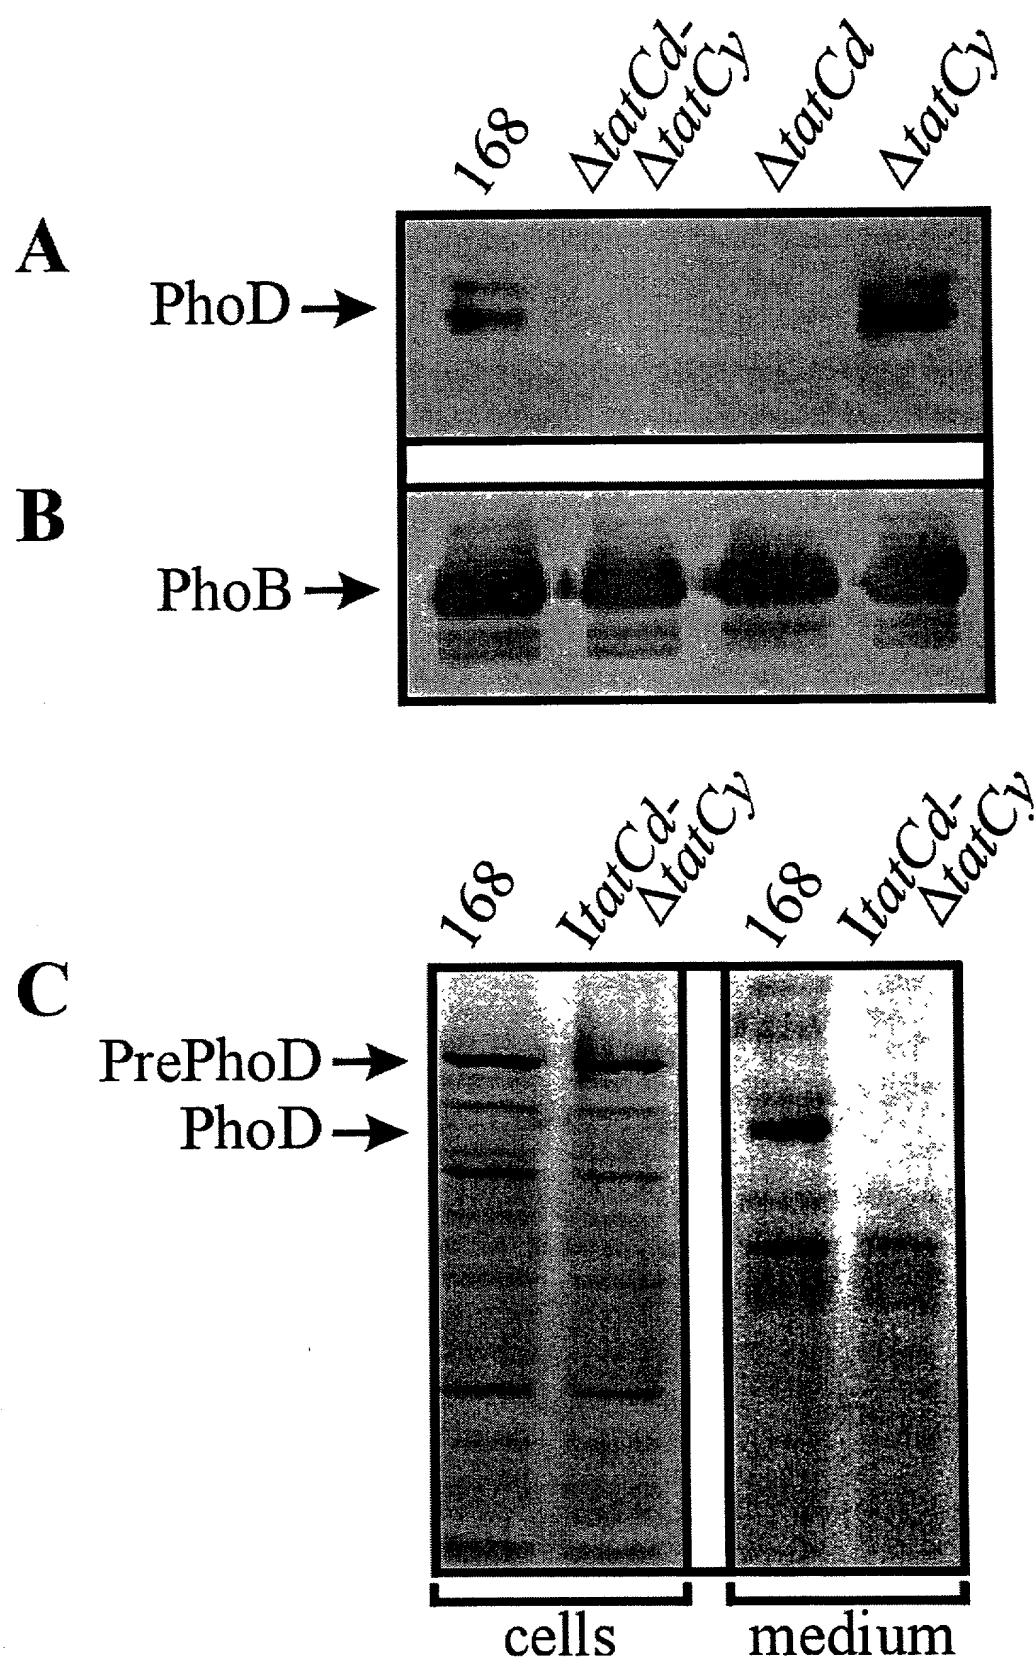 168
ΔtatCd-
ΔtatCy
ΔtatCd
ΔtatCy
A
PhoD
B
PhoB
168
ItatCd-
ΔtatCy
168
ItatCd-
ΔtatCy
C
PrePhoD
PhoD
cells
medium